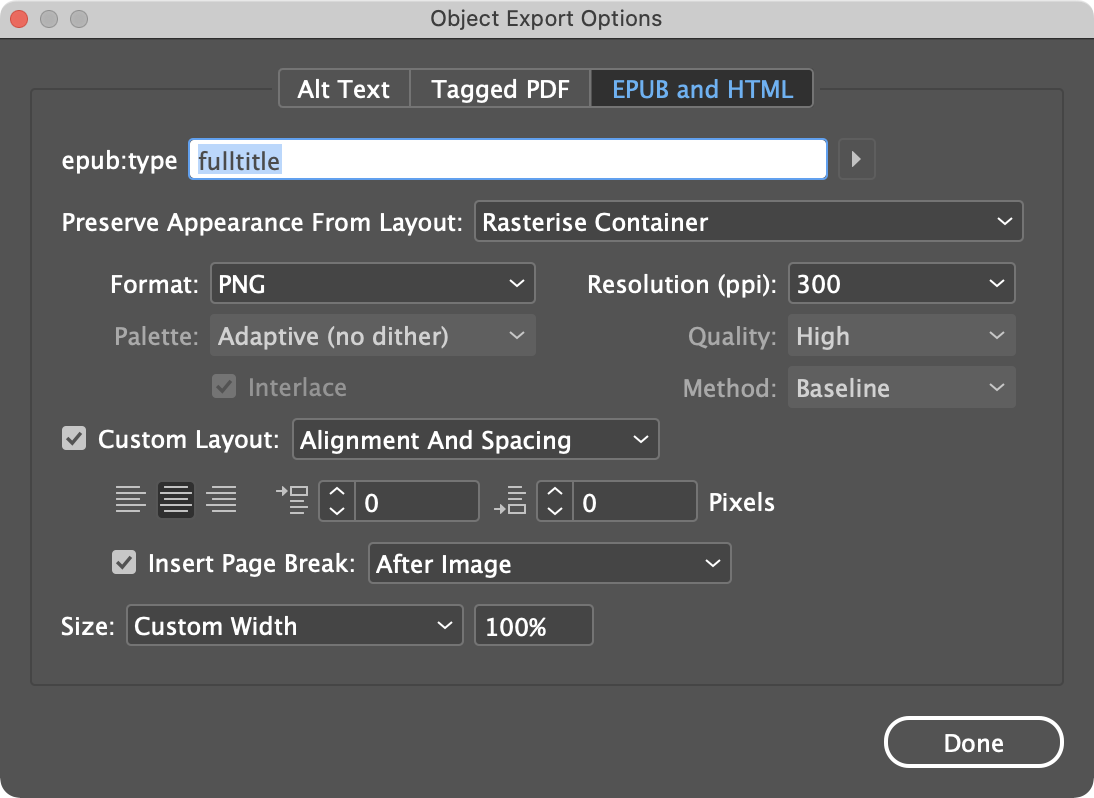 Object Export Options
Alt Text Tagged PDF EPUB and HTML
epub:type fulltitle
Preserve Appearance From Layout: Rasterise Container
Format: PNG Resolution (ppi): 300
Palette: Adaptive (no dither) Quality: High
Interlace Method: Baseline
Custom Layout: Alignment And Spacing
0 0 Pixels
Insert Page Break: After Image
Size: Custom Width 100%
Done